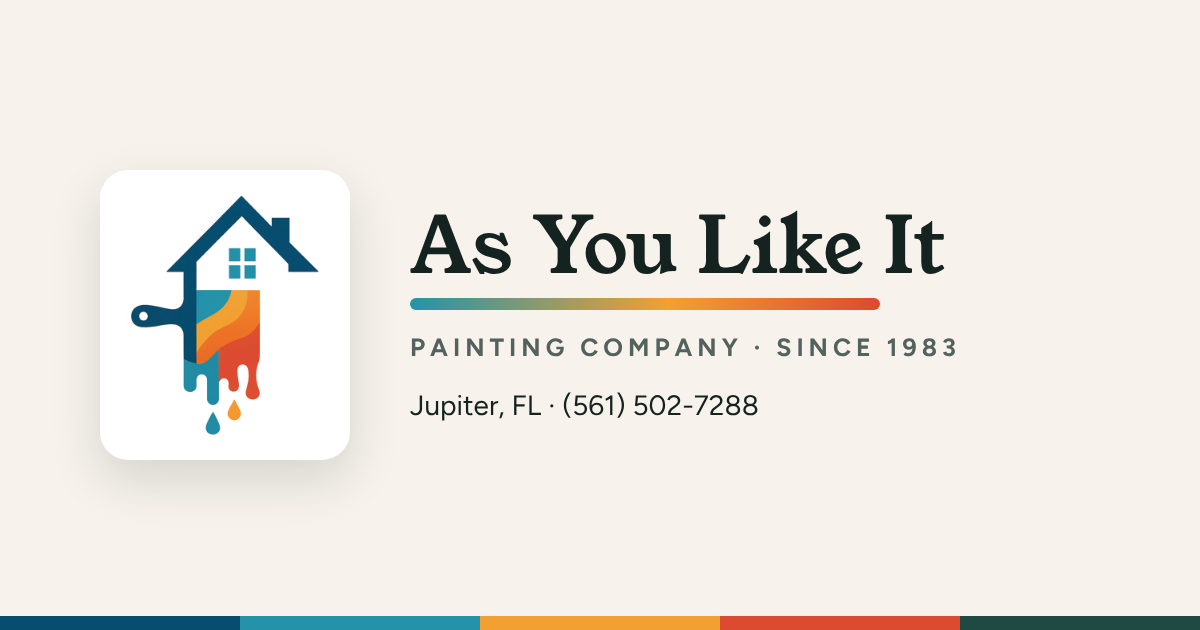 As You Like It
PAINTING COMPANY · SINCE 1983
Jupiter, FL · (561) 502-7288